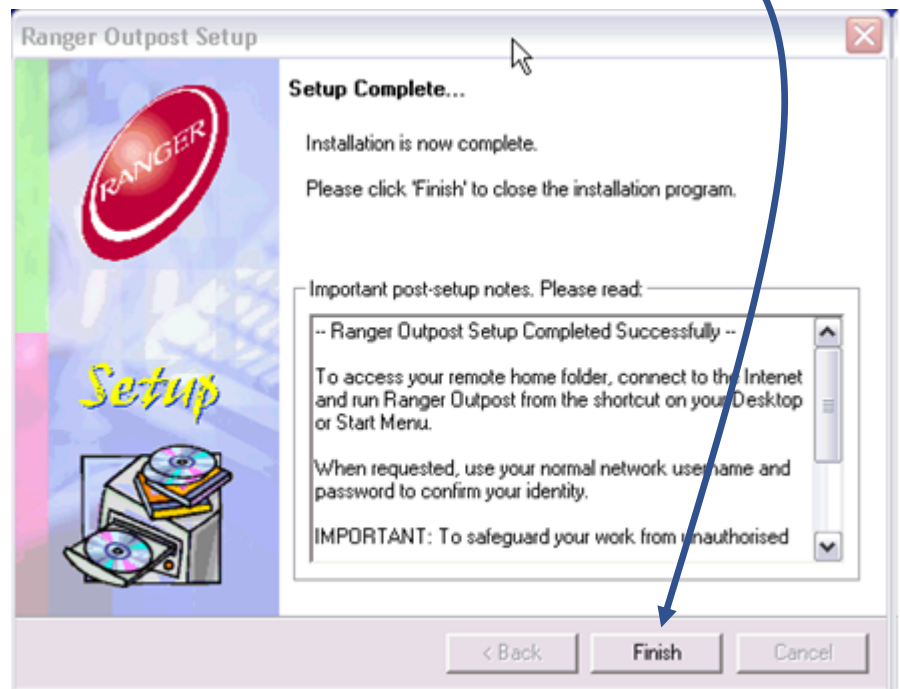 Ranger Outpost Setup
RANGER
Setup Complete...
Installation is now complete.
Please click 'Finish' to close the installation program.
Important post-setup notes. Please read:
-- Ranger Outpost Setup Completed Successfully --
To access your remote home folder, connect to the Intenet
and run Ranger Outpost from the shortcut on your Desktop
or Start Menu.
When requested, use your normal network username and
password to confirm your identity.
IMPORTANT: To safeguard your work from unauthorised
Setup
< Back
Finish
Cancel